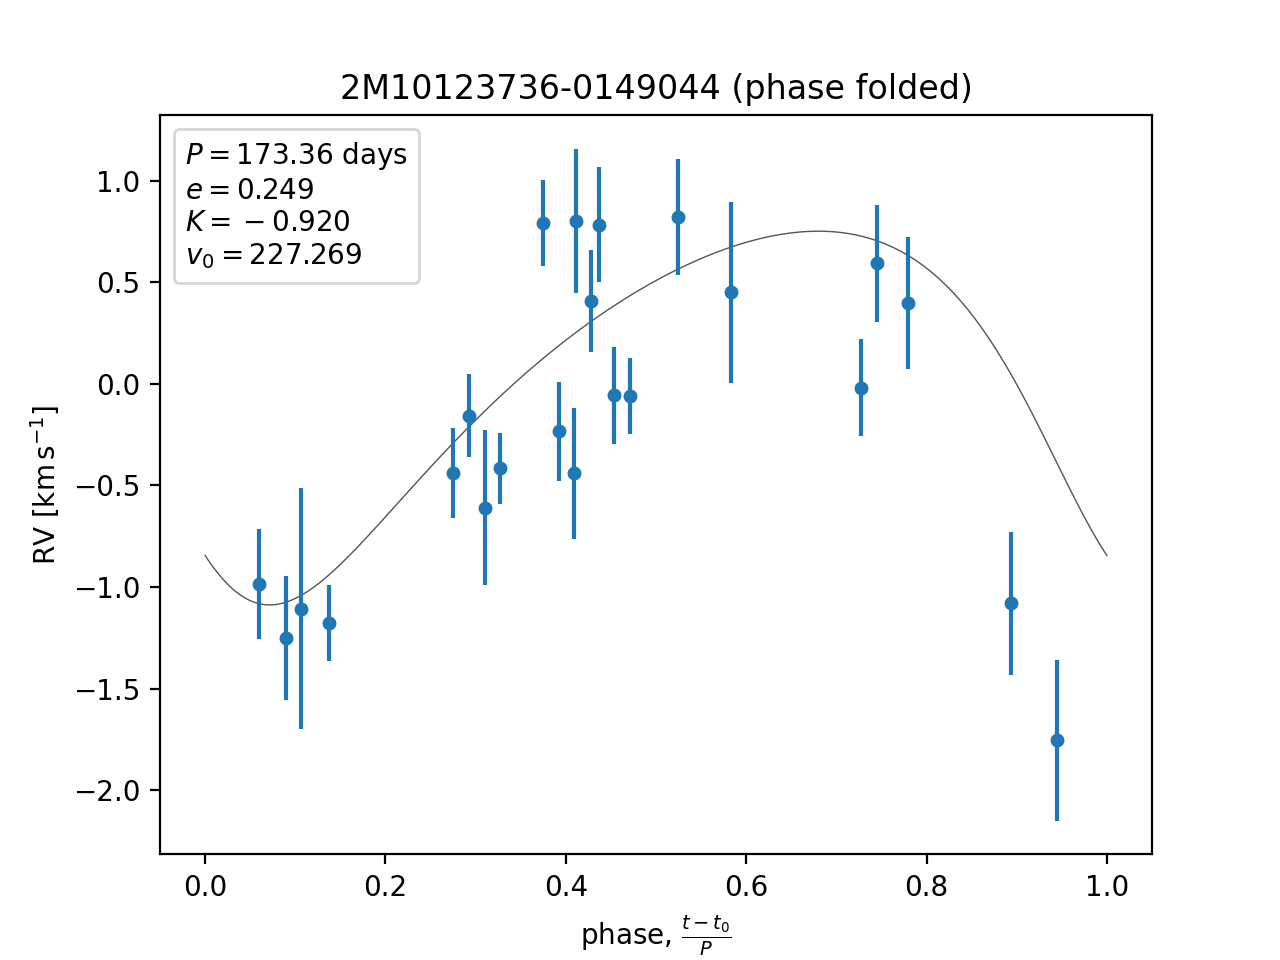 2M10123736-0149044 (phase folded)
P = 173.36 days
e = 0.249
K = −0.920
v₀ = 227.269
1.0
0.5
0.0
−0.5
−1.0
−1.5
−2.0
RV [km s⁻¹]
0.0 0.2 0.4 0.6 0.8 1.0
phase, (t − t₀)/P